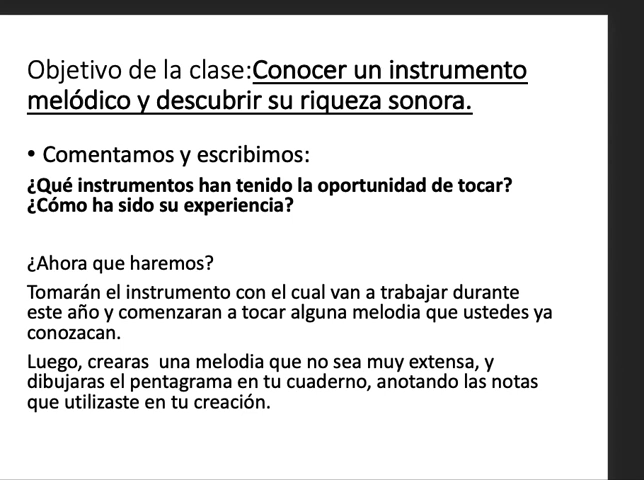 Objetivo de la clase:Conocer un instrumento
melódico y descubrir su riqueza sonora.
• Comentamos y escribimos:
¿Qué instrumentos han tenido la oportunidad de tocar?
¿Cómo ha sido su experiencia?
¿Ahora que haremos?
Tomarán el instrumento con el cual van a trabajar durante
este año y comenzaran a tocar alguna melodia que ustedes ya
conozacan.
Luego, crearas una melodia que no sea muy extensa, y
dibujaras el pentagrama en tu cuaderno, anotando las notas
que utilizaste en tu creación.